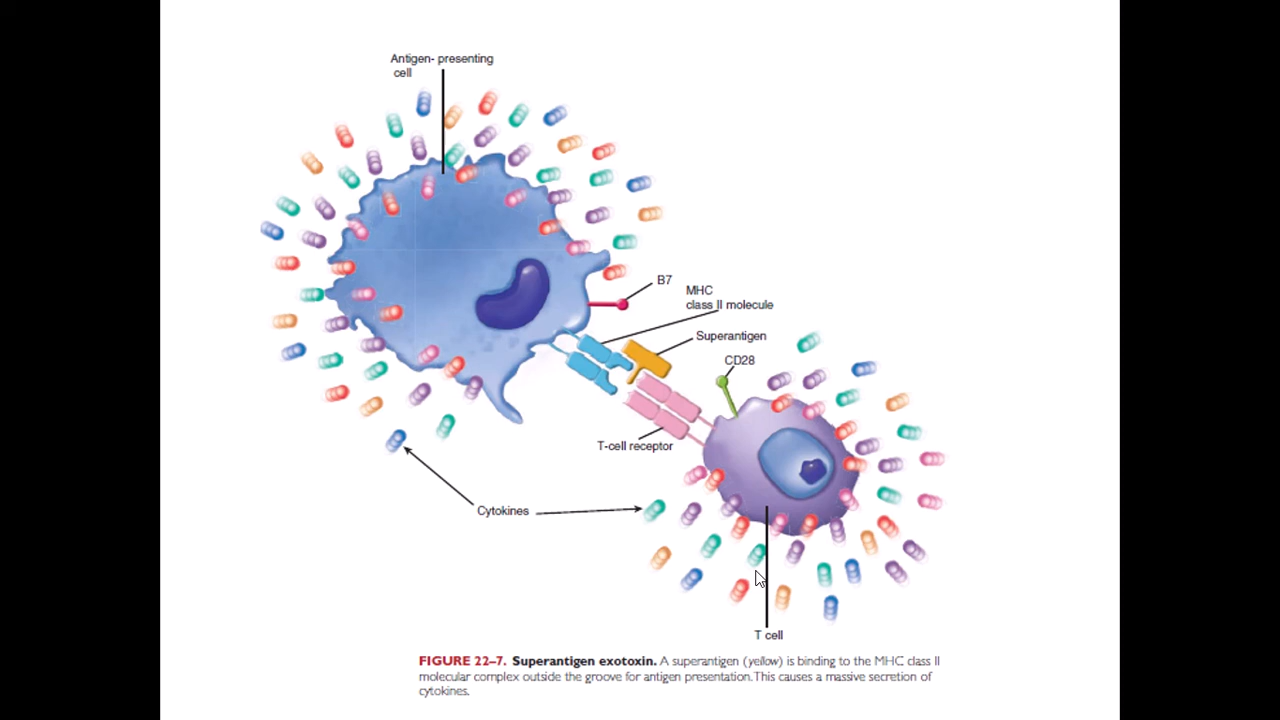 Antigen- presenting
cell
B7
MHC
class II molecule
Superantigen
CD28
T-cell receptor
Cytokines
T cell
FIGURE 22–7. Superantigen exotoxin. A superantigen (yellow) is binding to the MHC class II
molecular complex outside the groove for antigen presentation. This causes a massive secretion of
cytokines.